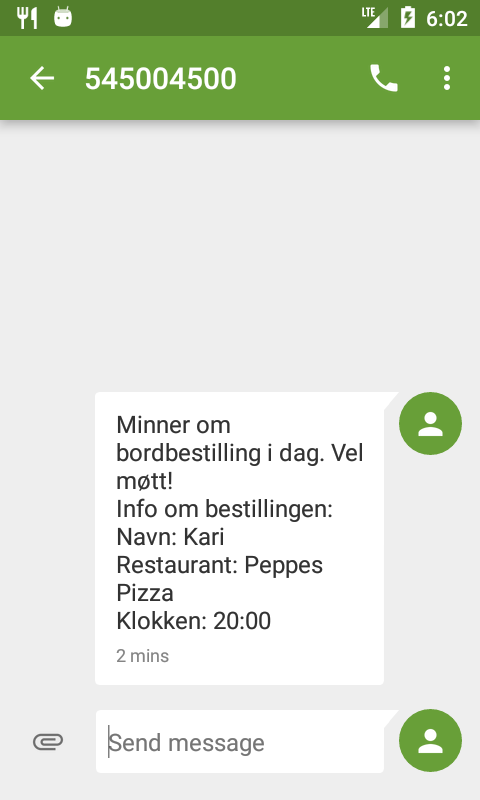 LTE 6:02
545004500
Minner om
bordbestilling i dag. Vel
møtt!
Info om bestillingen:
Navn: Kari
Restaurant: Peppes
Pizza
Klokken: 20:00
2 mins
Send message